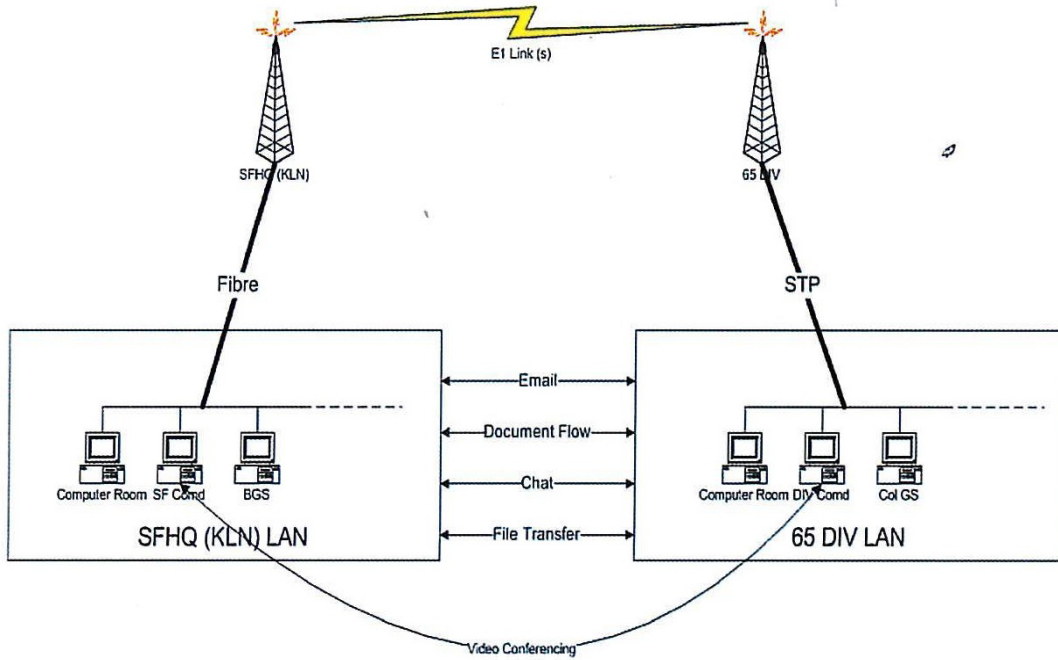 E1 Link (s)
SFHQ (KLN)
65 DIV
Fibre
STP
Email
Document Flow
Chat
File Transfer
Computer Room SF Comd BGS
SFHQ (KLN) LAN
Computer Room DIV Comd Col GS
65 DIV LAN
Video Conferencing